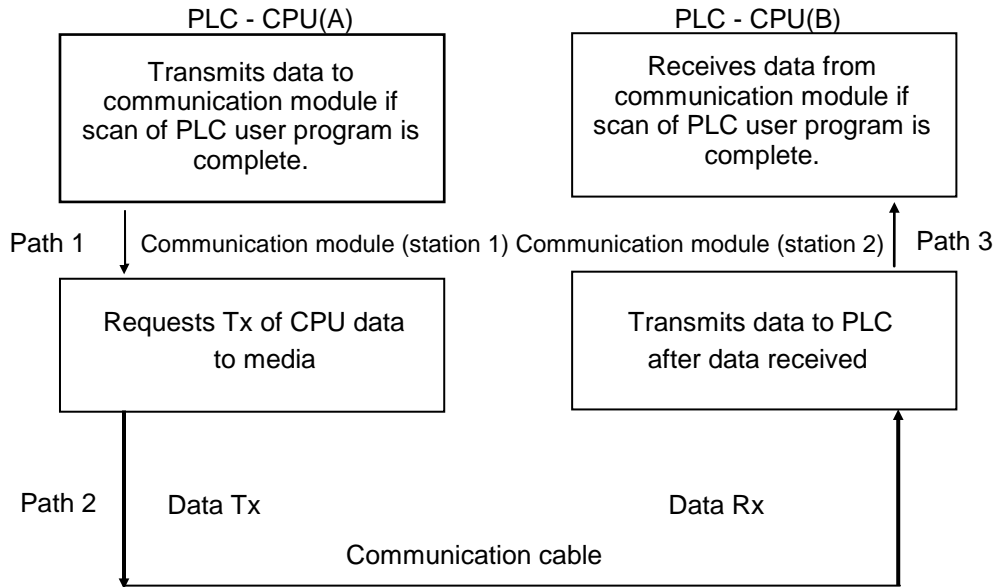 PLC - CPU(A)
PLC - CPU(B)
Transmits data to
communication module if
scan of PLC user program is
complete.
Receives data from
communication module if
scan of PLC user program is
complete.
Path 1
Communication module (station 1) Communication module (station 2)
Path 3
Requests Tx of CPU data
to media
Transmits data to PLC
after data received
Path 2
Data Tx
Data Rx
Communication cable